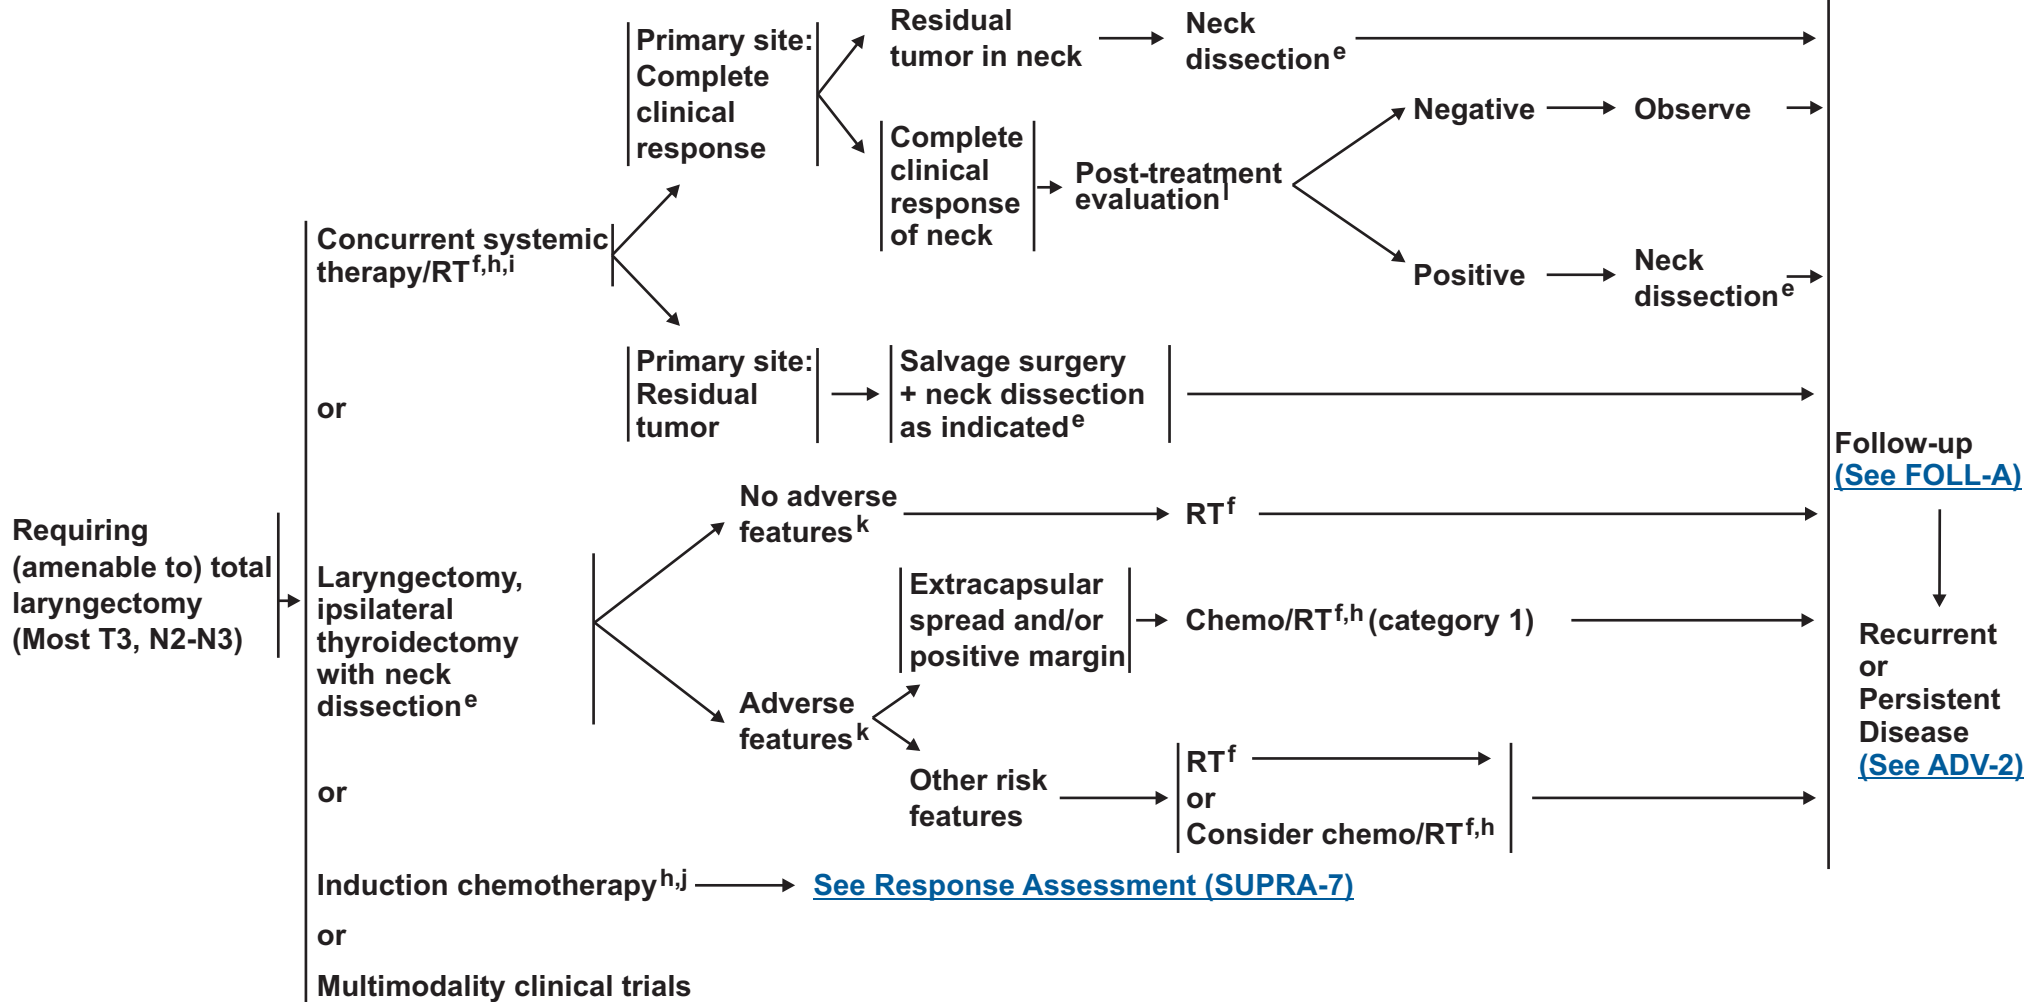 Requiring
(amenable to) total
laryngectomy
(Most T3, N2-N3)
Concurrent systemic
therapy/RTf,h,i
or
Laryngectomy,
ipsilateral
thyroidectomy
with neck
dissectione
or
Induction chemotherapyh,j
See Response Assessment (SUPRA-7)
or
Multimodality clinical trials
Primary site:
Complete
clinical
response
Residual
tumor in neck
Neck
dissectione
Complete
clinical
response
of neck
Post-treatment
evaluationl
Negative
Observe
Positive
Neck
dissectione
Primary site:
Residual
tumor
Salvage surgery
+ neck dissection
as indicatede
No adverse
featuresk
RTf
Adverse
featuresk
Extracapsular
spread and/or
positive margin
Chemo/RTf,h (category 1)
Other risk
features
RTf
or
Consider chemo/RTf,h
Follow-up
(See FOLL-A)
Recurrent
or
Persistent
Disease
(See ADV-2)